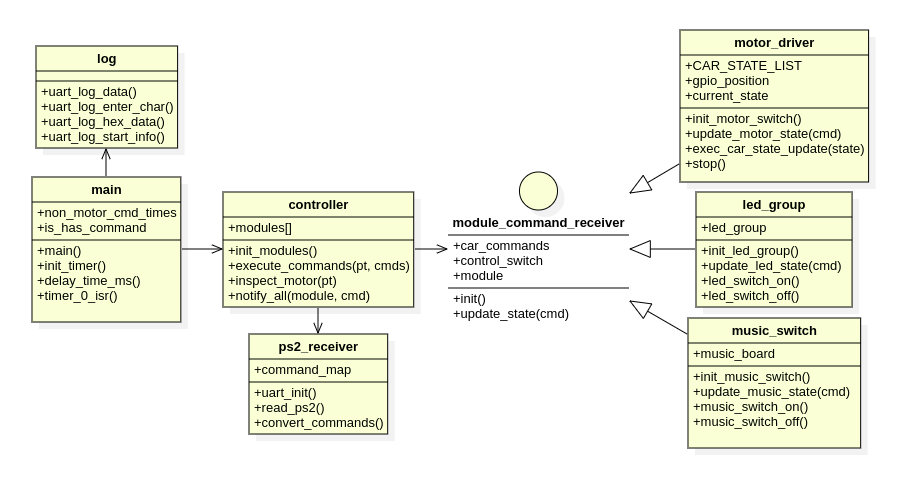 log
+uart_log_data()
+uart_log_enter_char()
+uart_log_hex_data()
+uart_log_start_info()
main
+non_motor_cmd_times
+is_has_command
+main()
+init_timer()
+delay_time_ms()
+timer_0_isr()
controller
+modules[]
+init_modules()
+execute_commands(pt, cmds)
+inspect_motor(pt)
+notify_all(module, cmd)
ps2_receiver
+command_map
+uart_init()
+read_ps2()
+convert_commands()
module_command_receiver
+car_commands
+control_switch
+module
+init()
+update_state(cmd)
motor_driver
+CAR_STATE_LIST
+gpio_position
+current_state
+init_motor_switch()
+update_motor_state(cmd)
+exec_car_state_update(state)
+stop()
led_group
+led_group
+init_led_group()
+update_led_state(cmd)
+led_switch_on()
+led_switch_off()
music_switch
+music_board
+init_music_switch()
+update_music_state(cmd)
+music_switch_on()
+music_switch_off()